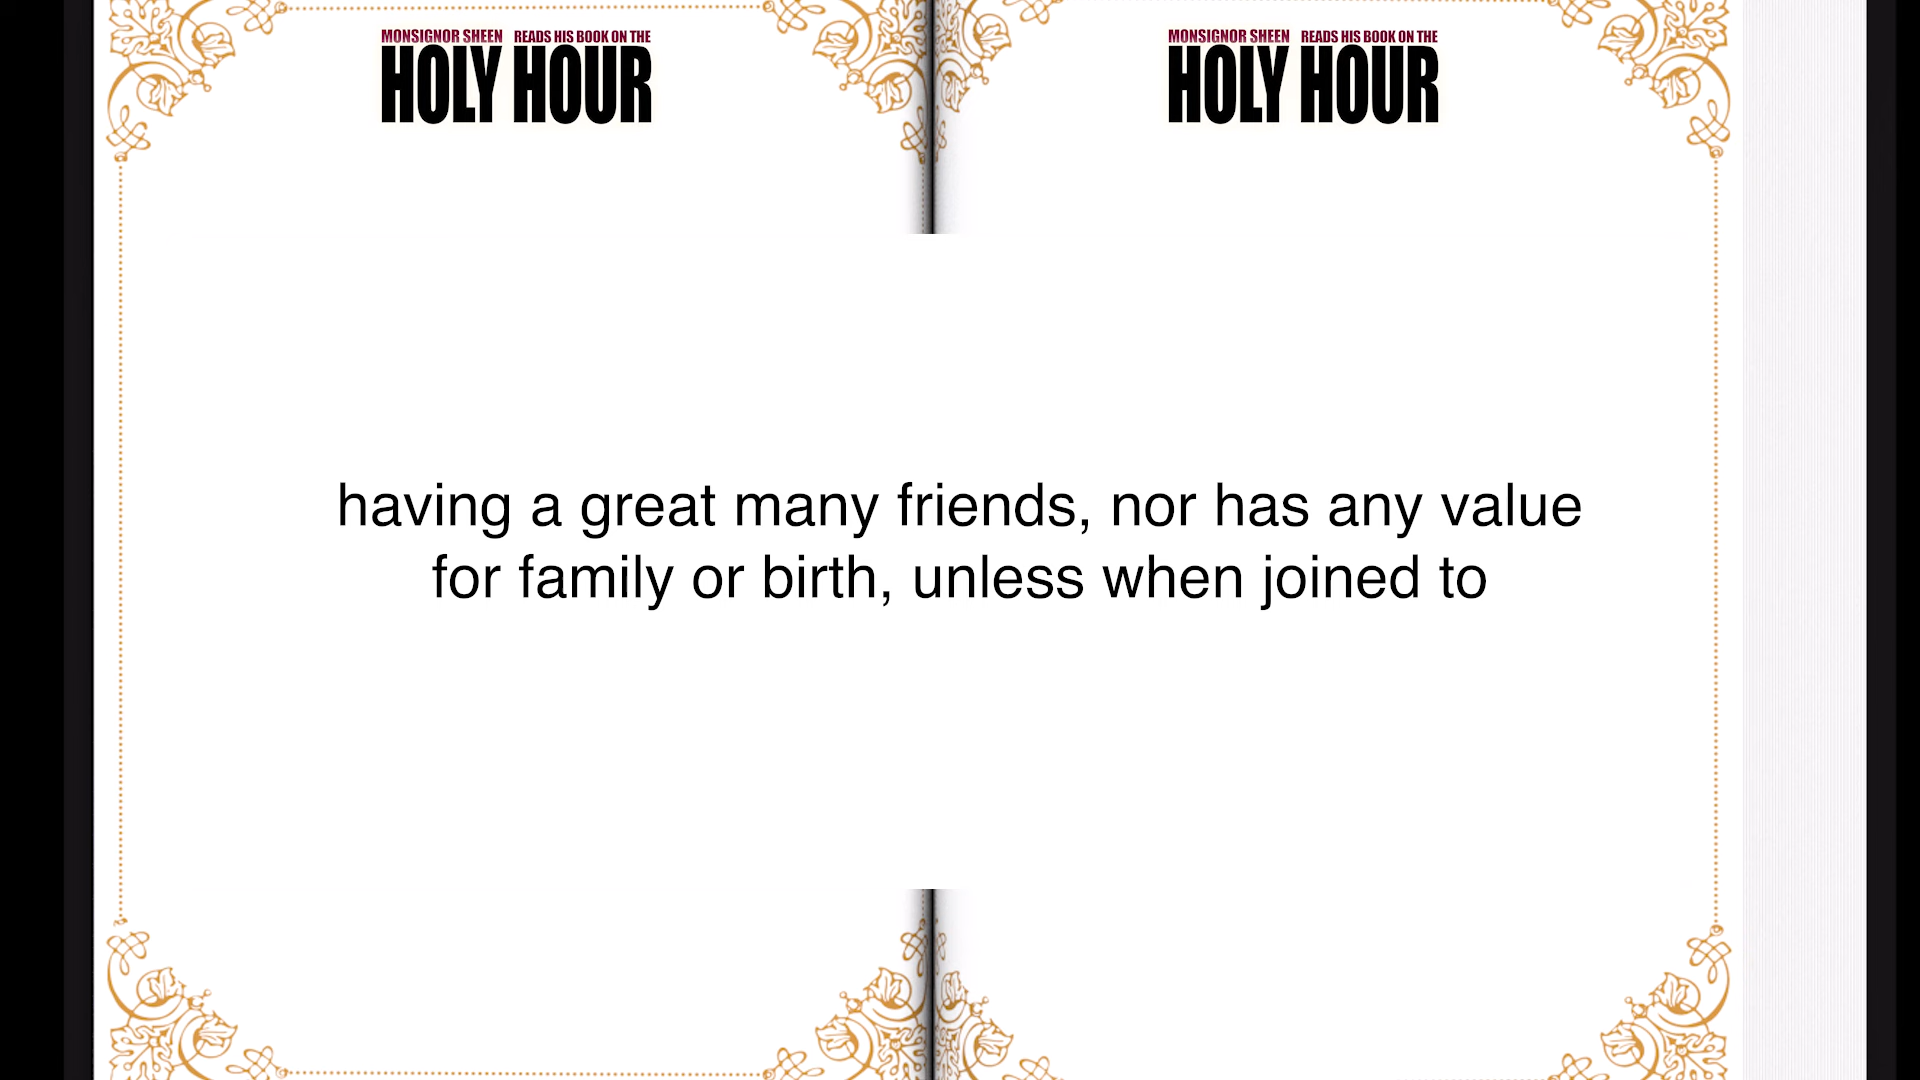 MONSIGNOR SHEEN READS HIS BOOK ON THE
HOLY HOUR
MONSIGNOR SHEEN READS HIS BOOK ON THE
HOLY HOUR
having a great many friends, nor has any value
for family or birth, unless when joined to